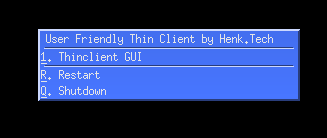 User Friendly Thin Client by Henk.Tech
1. Thinclient GUI
R. Restart
Q. Shutdown